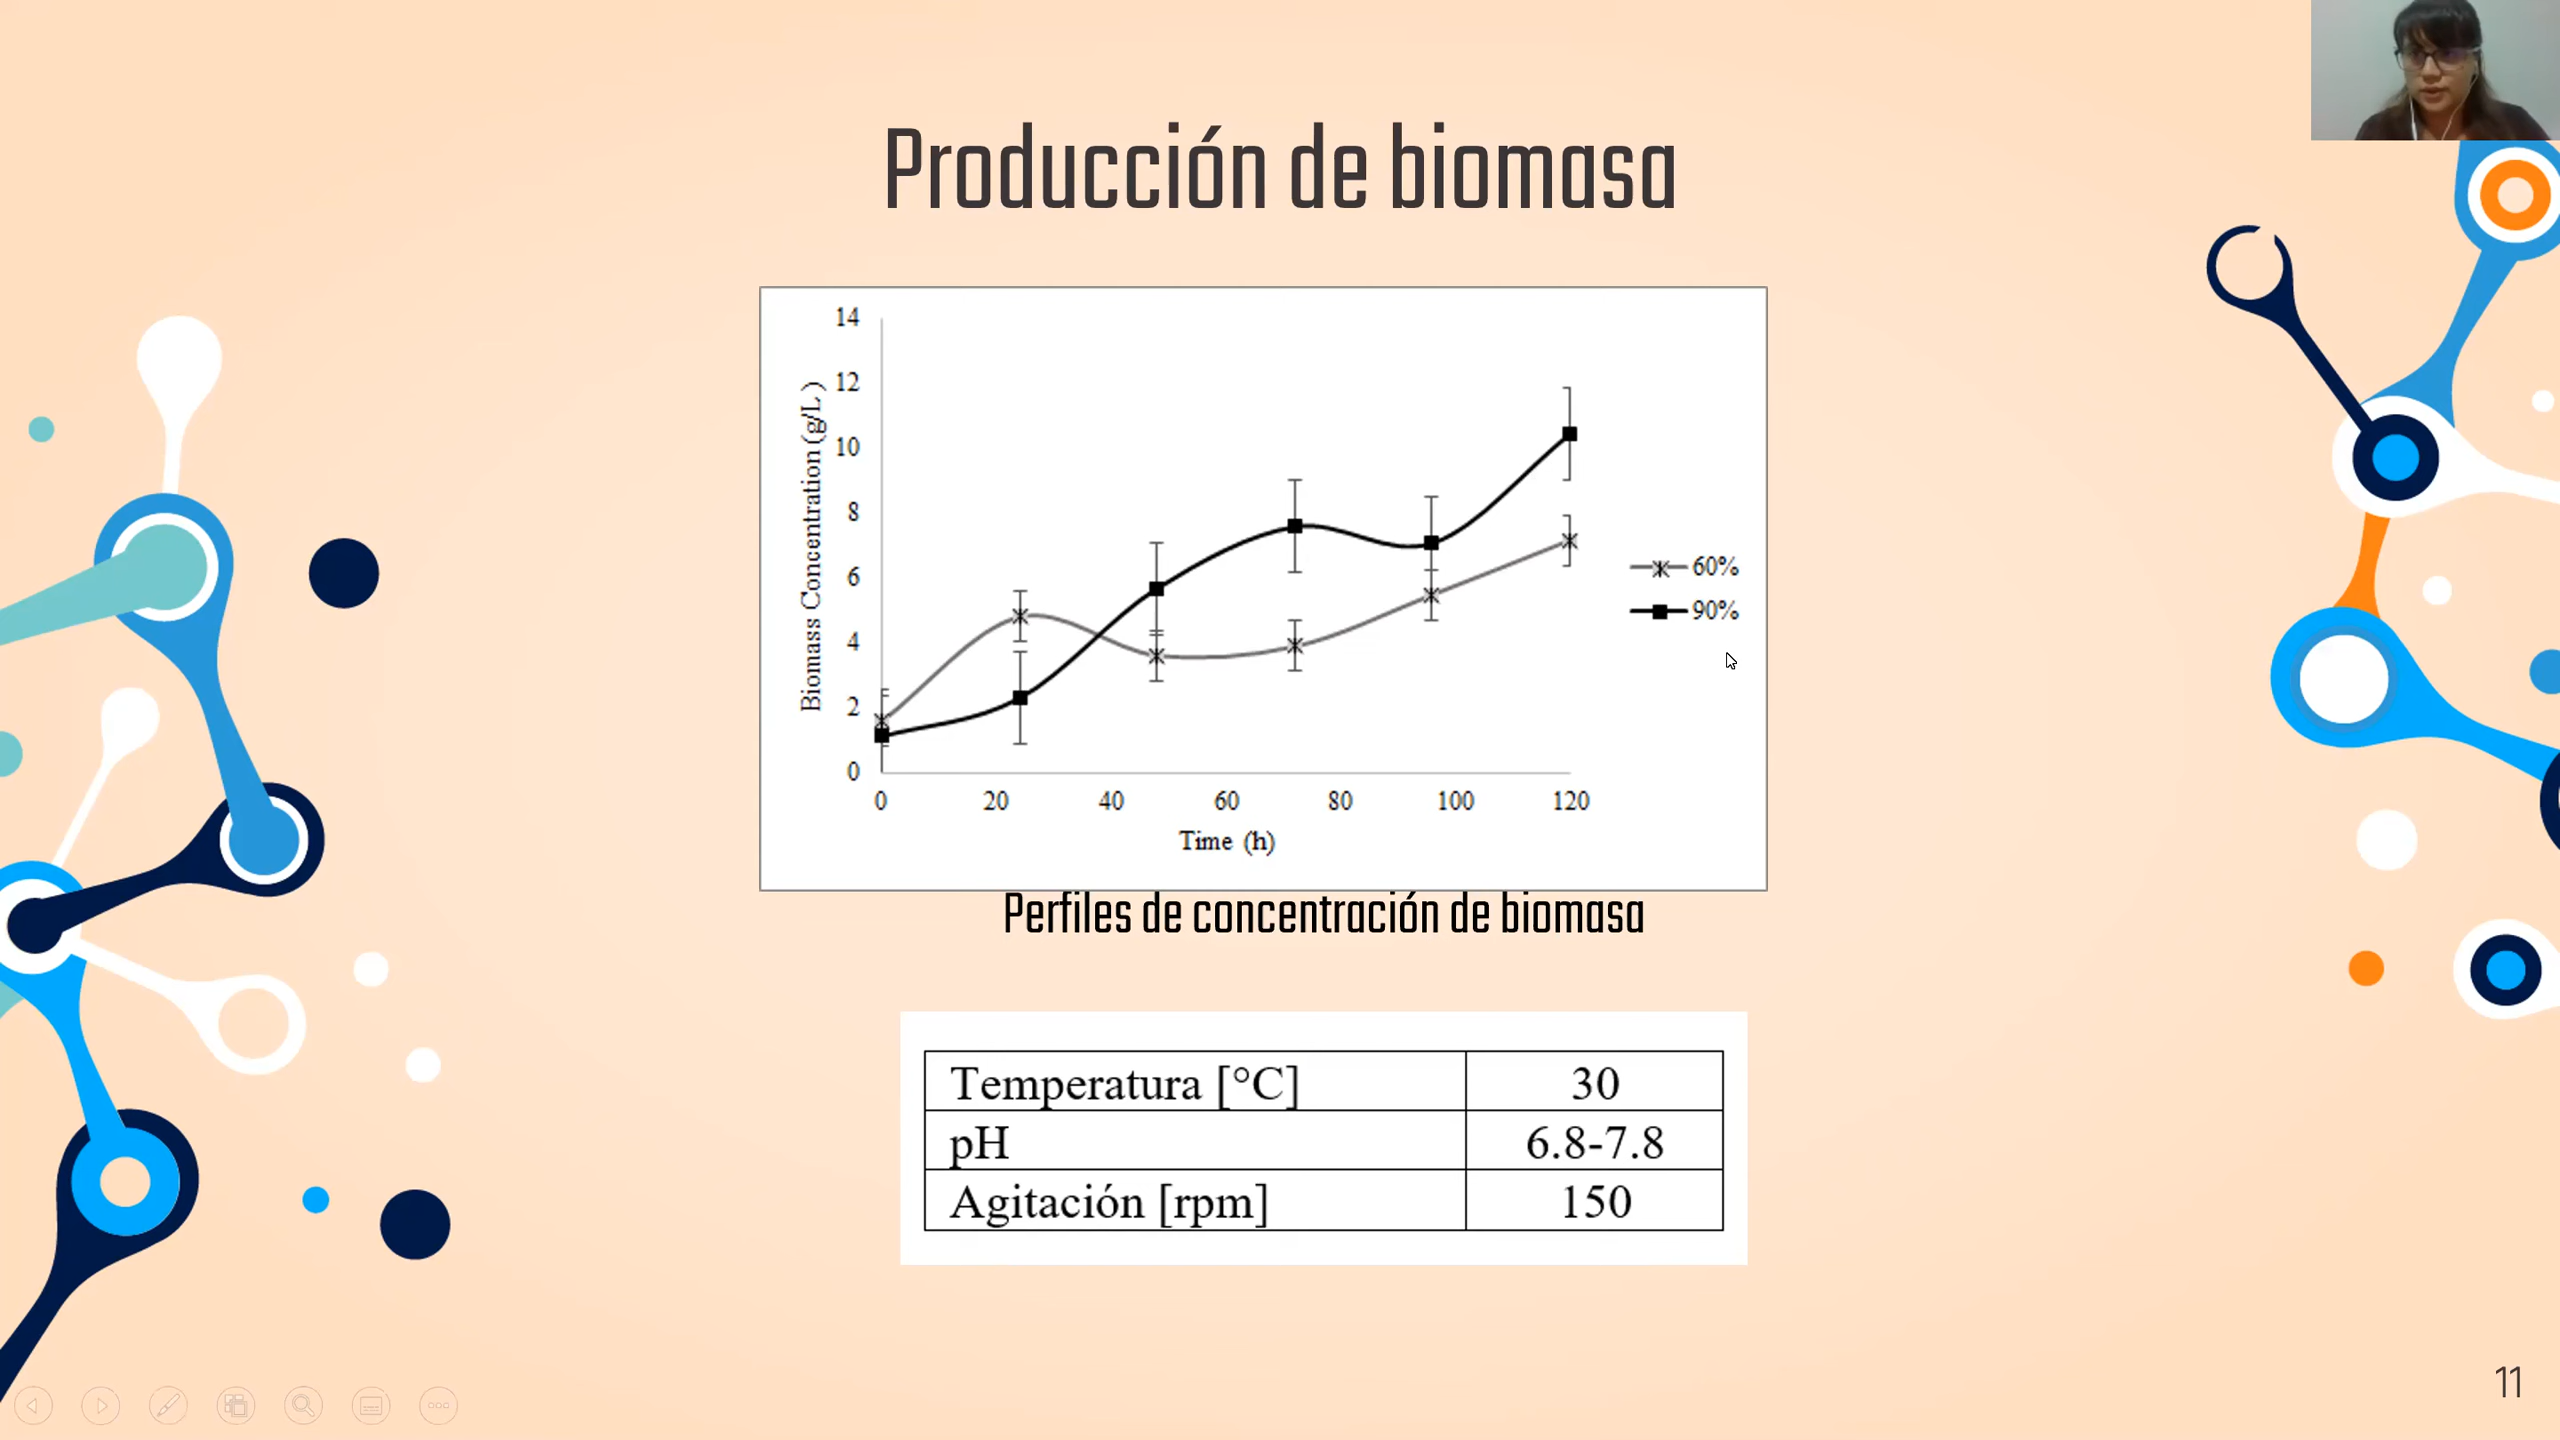 Producción de biomasa
14
12
10
8
6
4
2
0
Biomass Concentration (g/L)
0 20 40 60 80 100 120
Time (h)
60%
90%
Perfiles de concentración de biomasa
Temperatura [°C] 30
pH 6.8-7.8
Agitación [rpm] 150
11